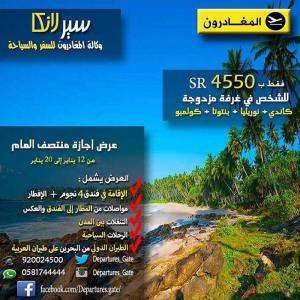 المغادرون
سيرلانكا
وكالة المغادرون للسفر والسياحة
فقط بـ 4550 SR
للشخص في غرفة مزدوجة
كاندي + نوريليا + بنتوتا + كولمبو
عرض إجازة منتصف العام
من 12 يناير إلى 20 يناير
العرض يشمل :
الإقامة في فندق 4 نجوم + الإفطار
مواصلات من المطار إلى الفندق والعكس
التنقلات بين المدن
الرحلات السياحية
الطيران الدولي من البحرين على طيران العربية
920024500 Departures_Gate
0581744444 Departures_Gate
facebook.com/Departures.gate/